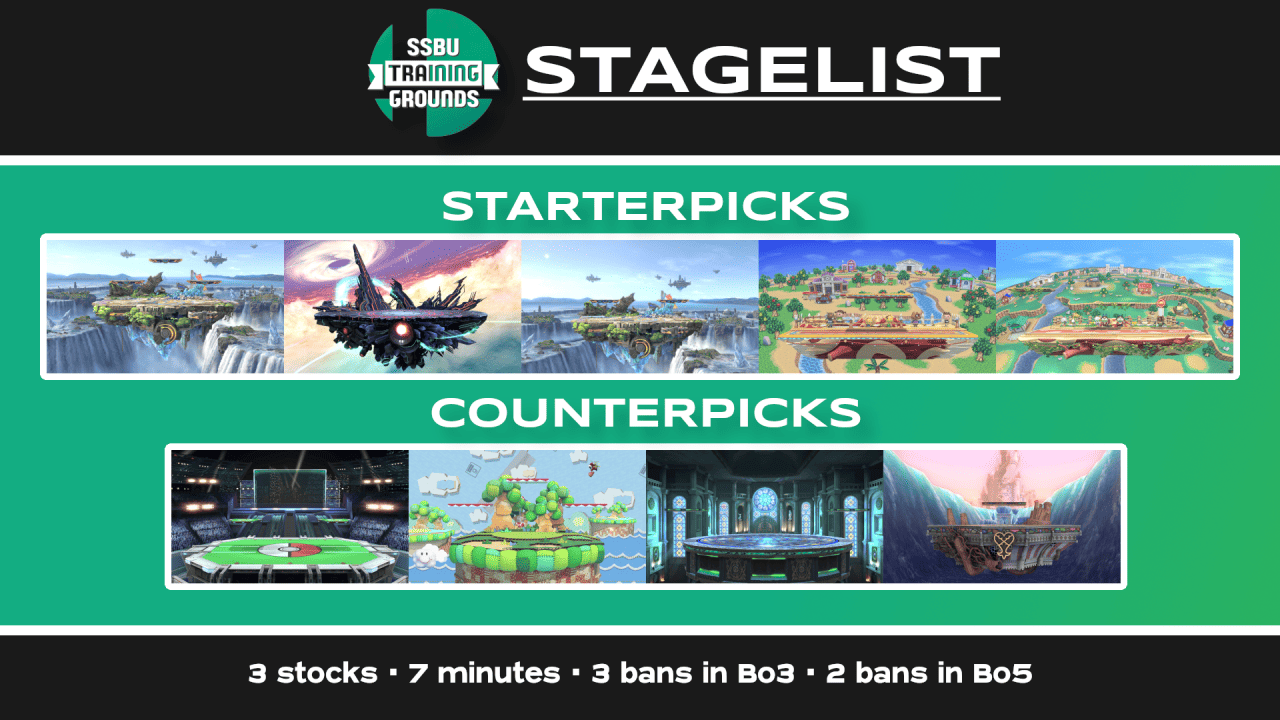 SSBU
TRAINING
GROUNDS
STAGELIST
STARTERPICKS
COUNTERPICKS
3 stocks · 7 minutes · 3 bans in Bo3 · 2 bans in Bo5